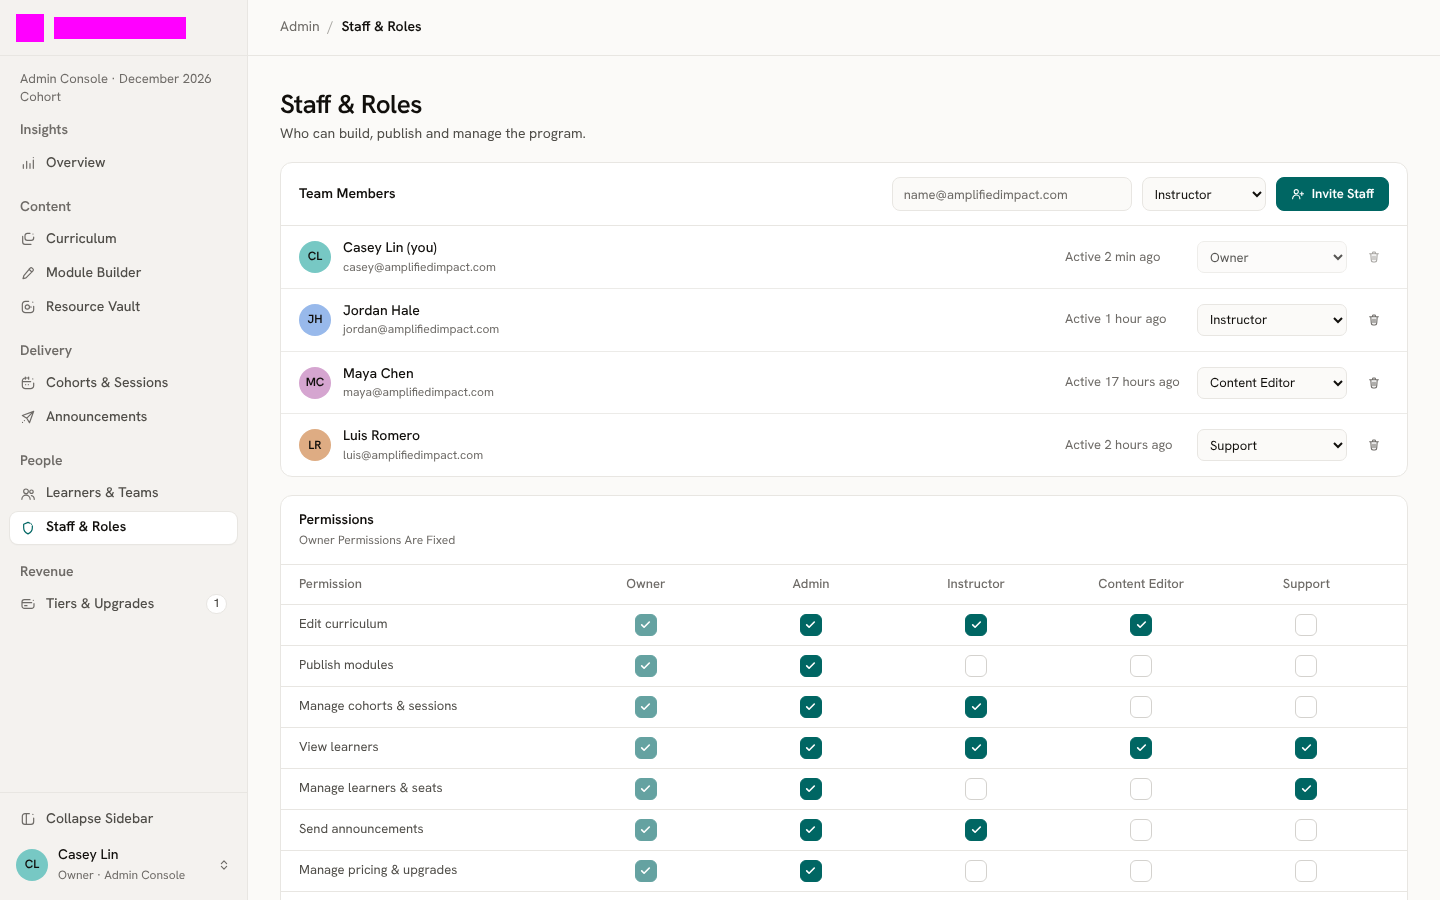 Admin Console · December 2026
Cohort
Insights
Overview
Content
Curriculum
Module Builder
Resource Vault
Delivery
Cohorts & Sessions
Announcements
People
Learners & Teams
Staff & Roles
Revenue
Tiers & Upgrades 1
Collapse Sidebar
CL Casey Lin
Owner · Admin Console
Admin / Staff & Roles
Staff & Roles
Who can build, publish and manage the program.
Team Members name@amplifiedimpact.com Instructor Invite Staff
CL Casey Lin (you) Active 2 min ago Owner
casey@amplifiedimpact.com
JH Jordan Hale Active 1 hour ago Instructor
jordan@amplifiedimpact.com
MC Maya Chen Active 17 hours ago Content Editor
maya@amplifiedimpact.com
LR Luis Romero Active 2 hours ago Support
luis@amplifiedimpact.com
Permissions
Owner Permissions Are Fixed
Permission Owner Admin Instructor Content Editor Support
Edit curriculum
Publish modules
Manage cohorts & sessions
View learners
Manage learners & seats
Send announcements
Manage pricing & upgrades